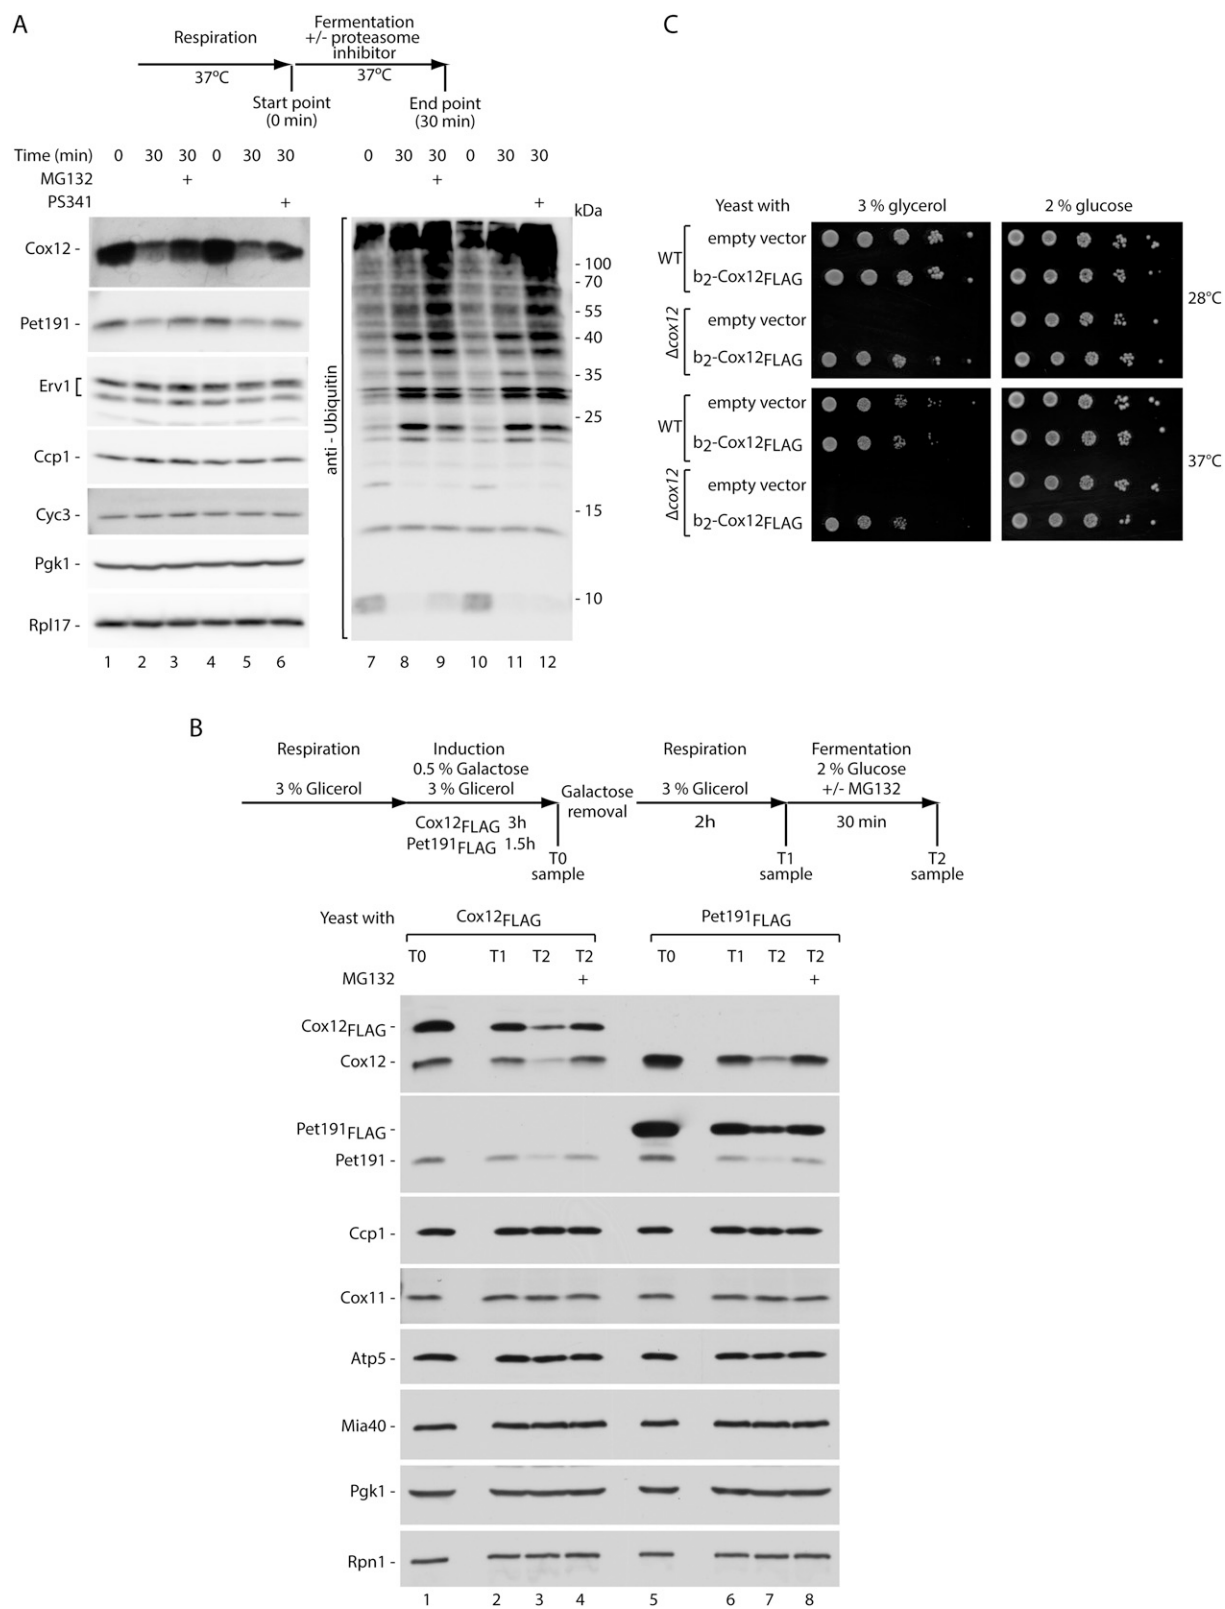 A
Respiration
37°C
Fermentation
+/- proteasome
inhibitor
37°C
Start point
(0 min)
End point
(30 min)
Time (min) 0 30 30 0 30 30
MG132 +
PS341 +
Cox12 -
Pet191 -
Erv1 [
Ccp1 -
Cyc3 -
Pgk1 -
Rpl17 -
1 2 3 4 5 6
0 30 30 0 30 30
+
+
kDa
anti - Ubiquitin
- 100
- 70
- 55
- 40
- 35
- 25
- 15
- 10
7 8 9 10 11 12
C
Yeast with 3 % glycerol 2 % glucose
WT
empty vector
b2-Cox12FLAG
Δcox12
empty vector
b2-Cox12FLAG
28°C
WT
empty vector
b2-Cox12FLAG
Δcox12
empty vector
b2-Cox12FLAG
37°C
B
Respiration
3 % Glicerol
Induction
0.5 % Galactose
3 % Glicerol
Cox12FLAG 3h
Pet191FLAG 1.5h
T0
sample
Galactose
removal
Respiration
3 % Glicerol
2h
T1
sample
Fermentation
2 % Glucose
+/- MG132
30 min
T2
sample
Yeast with Cox12FLAG Pet191FLAG
T0 T1 T2 T2 T0 T1 T2 T2
MG132 + +
Cox12FLAG -
Cox12 -
Pet191FLAG -
Pet191 -
Ccp1 -
Cox11 -
Atp5 -
Mia40 -
Pgk1 -
Rpn1 -
1 2 3 4 5 6 7 8